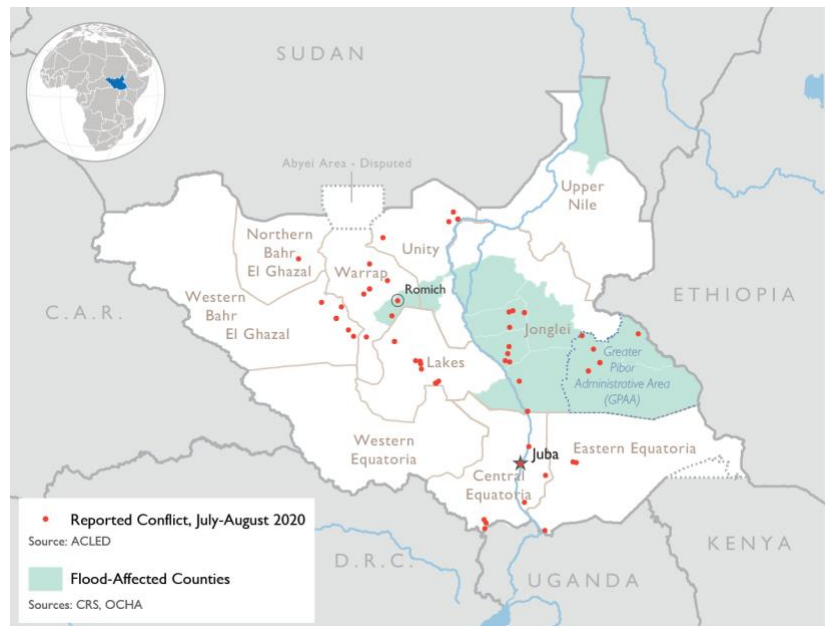 SUDAN
Abyei Area - Disputed
Upper
Nile
Northern
Bahr
El Ghazal
Unity
Warrap
Romich
ETHIOPIA
C.A.R.
Western
Bahr
El Ghazal
Jonglei
Greater
Pibor
Administrative Area
(GPAA)
Lakes
Western
Equatoria
Juba
Eastern Equatoria
Central
Equatoria
Reported Conflict, July-August 2020
Source: ACLED
Flood-Affected Counties
Sources: CRS, OCHA
D.R.C.
UGANDA
KENYA